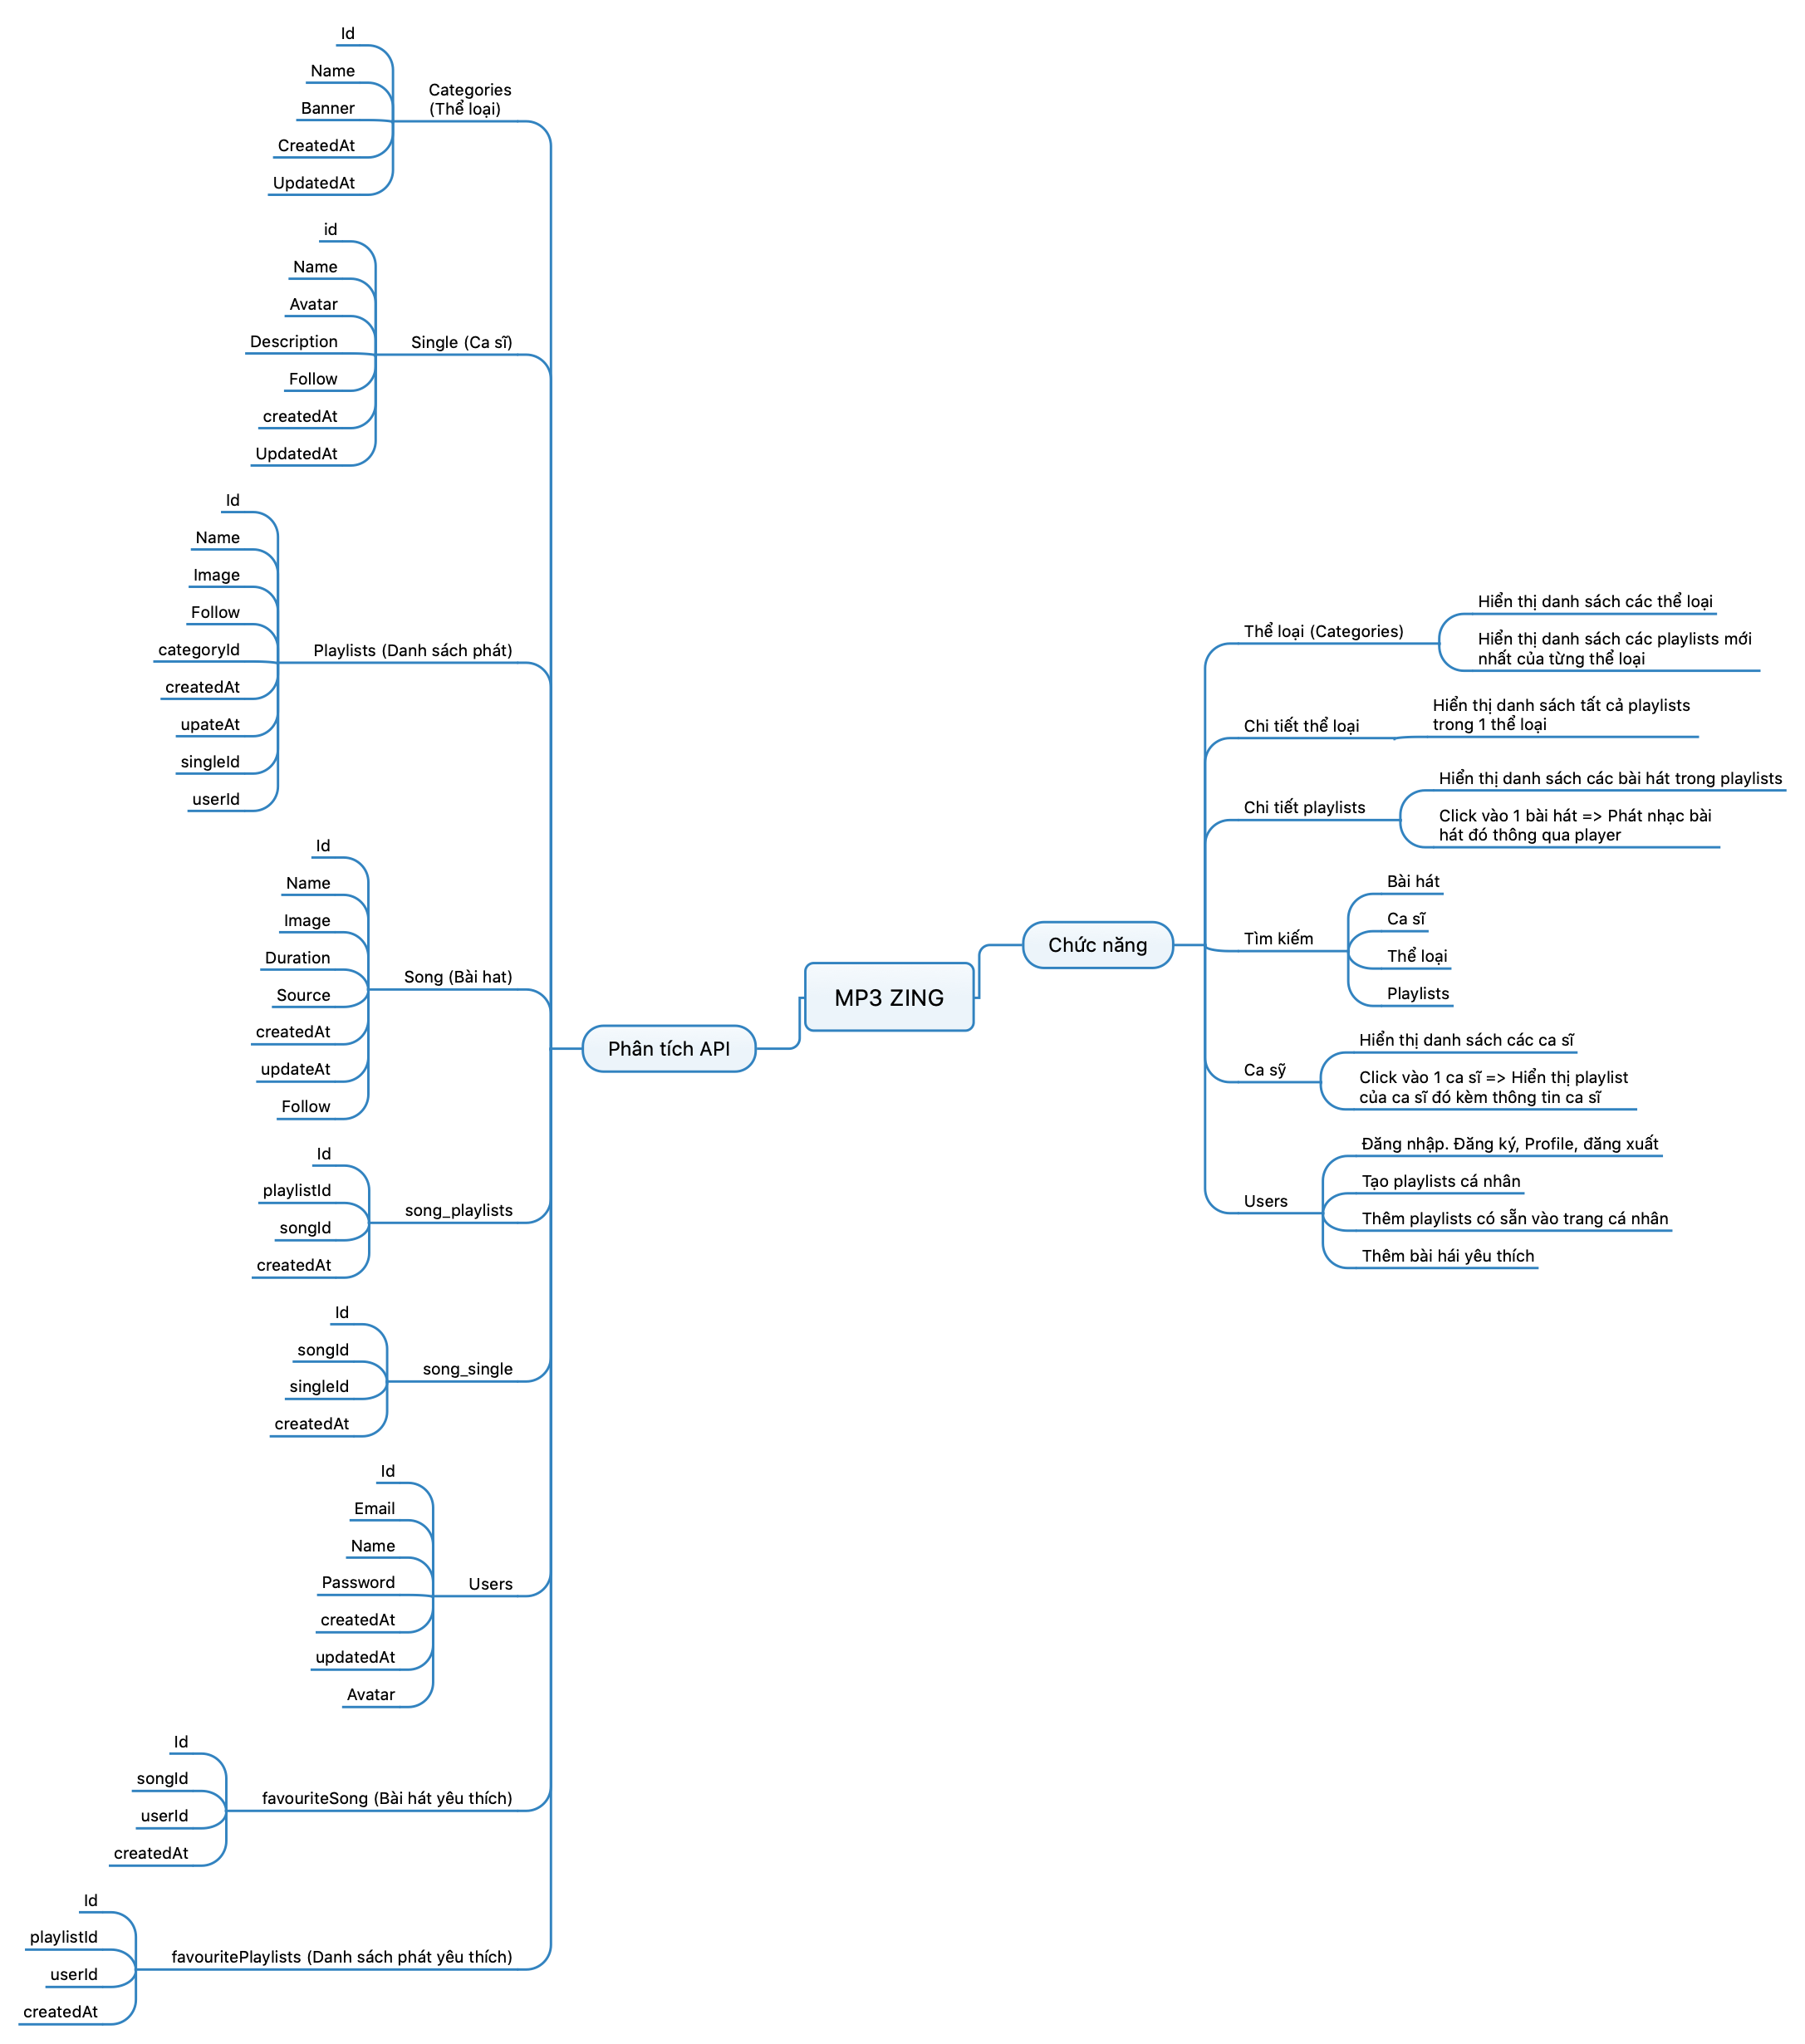 Id
Name
Banner
CreatedAt
UpdatedAt
Categories
(Thể loại)
id
Name
Avatar
Description
Follow
createdAt
UpdatedAt
Single (Ca sĩ)
Id
Name
Image
Follow
categoryId
createdAt
upateAt
singleId
userId
Playlists (Danh sách phát)
Id
Name
Image
Duration
Source
createdAt
updateAt
Follow
Song (Bài hat)
Id
playlistId
songId
createdAt
song_playlists
Id
songId
singleId
createdAt
song_single
Id
Email
Name
Password
createdAt
updatedAt
Avatar
Users
Id
songId
userId
createdAt
favouriteSong (Bài hát yêu thích)
Id
playlistId
userId
createdAt
favouritePlaylists (Danh sách phát yêu thích)
Phân tích API
MP3 ZING
Chức năng
Thể loại (Categories)
Hiển thị danh sách các thể loại
Hiển thị danh sách các playlists mới
nhất của từng thể loại
Chi tiết thể loại
Hiển thị danh sách tất cả playlists
trong 1 thể loại
Chi tiết playlists
Hiển thị danh sách các bài hát trong playlists
Click vào 1 bài hát => Phát nhạc bài
hát đó thông qua player
Tìm kiếm
Bài hát
Ca sĩ
Thể loại
Playlists
Ca sỹ
Hiển thị danh sách các ca sĩ
Click vào 1 ca sĩ => Hiển thị playlist
của ca sĩ đó kèm thông tin ca sĩ
Users
Đăng nhập. Đăng ký, Profile, đăng xuất
Tạo playlists cá nhân
Thêm playlists có sẵn vào trang cá nhân
Thêm bài hái yêu thích